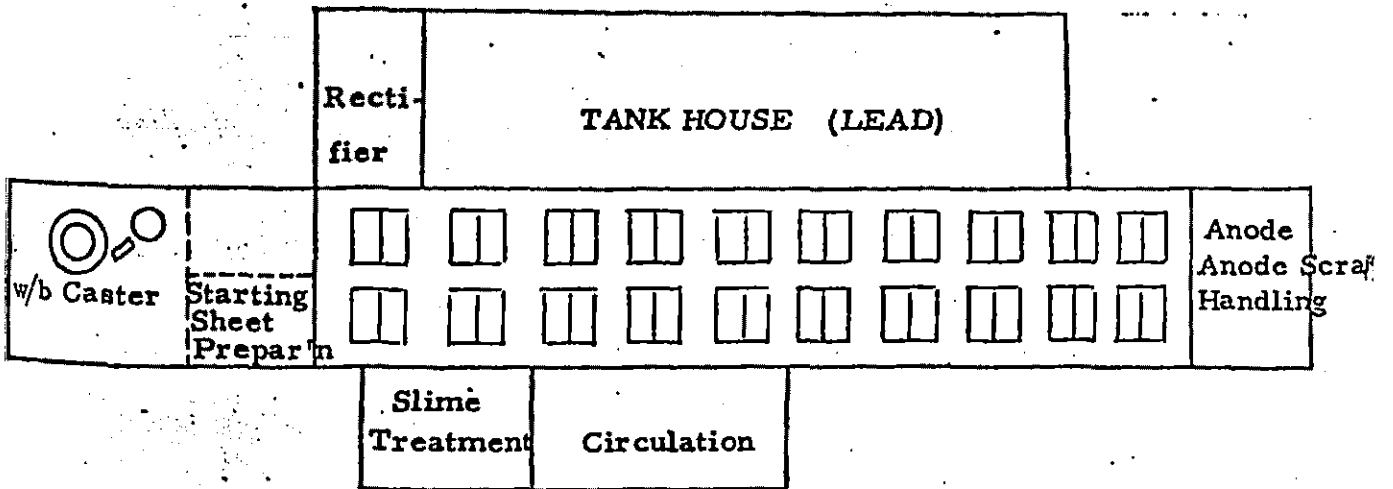 Recti-
fier
TANK HOUSE (LEAD)
w/b Caster
Starting
Sheet
Prepar'n
Anode
Anode Scrap
Handling
Slime
Treatment
Circulation